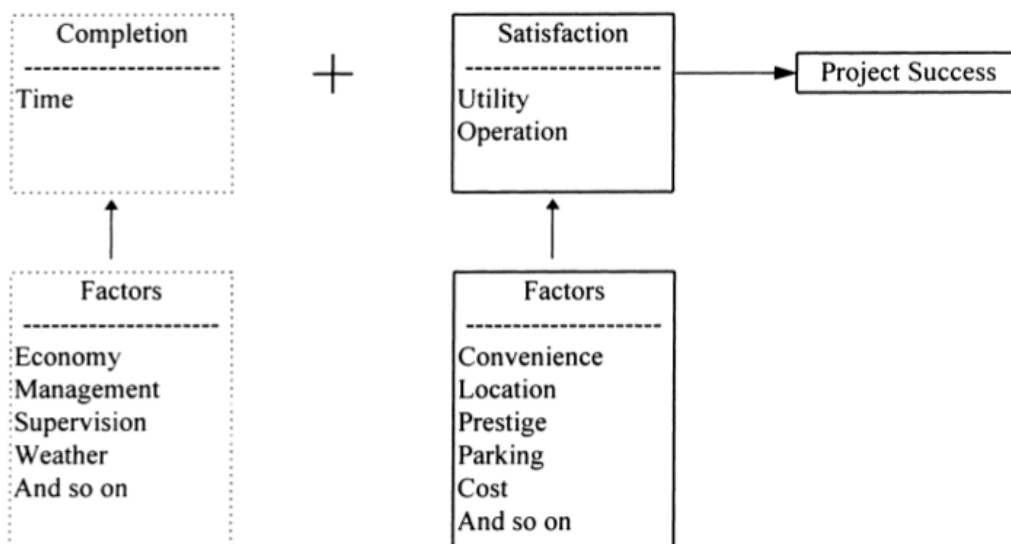 Completion
Time
+
Satisfaction
Utility
Operation
Project Success
Factors
Economy
Management
Supervision
Weather
And so on
Factors
Convenience
Location
Prestige
Parking
Cost
And so on